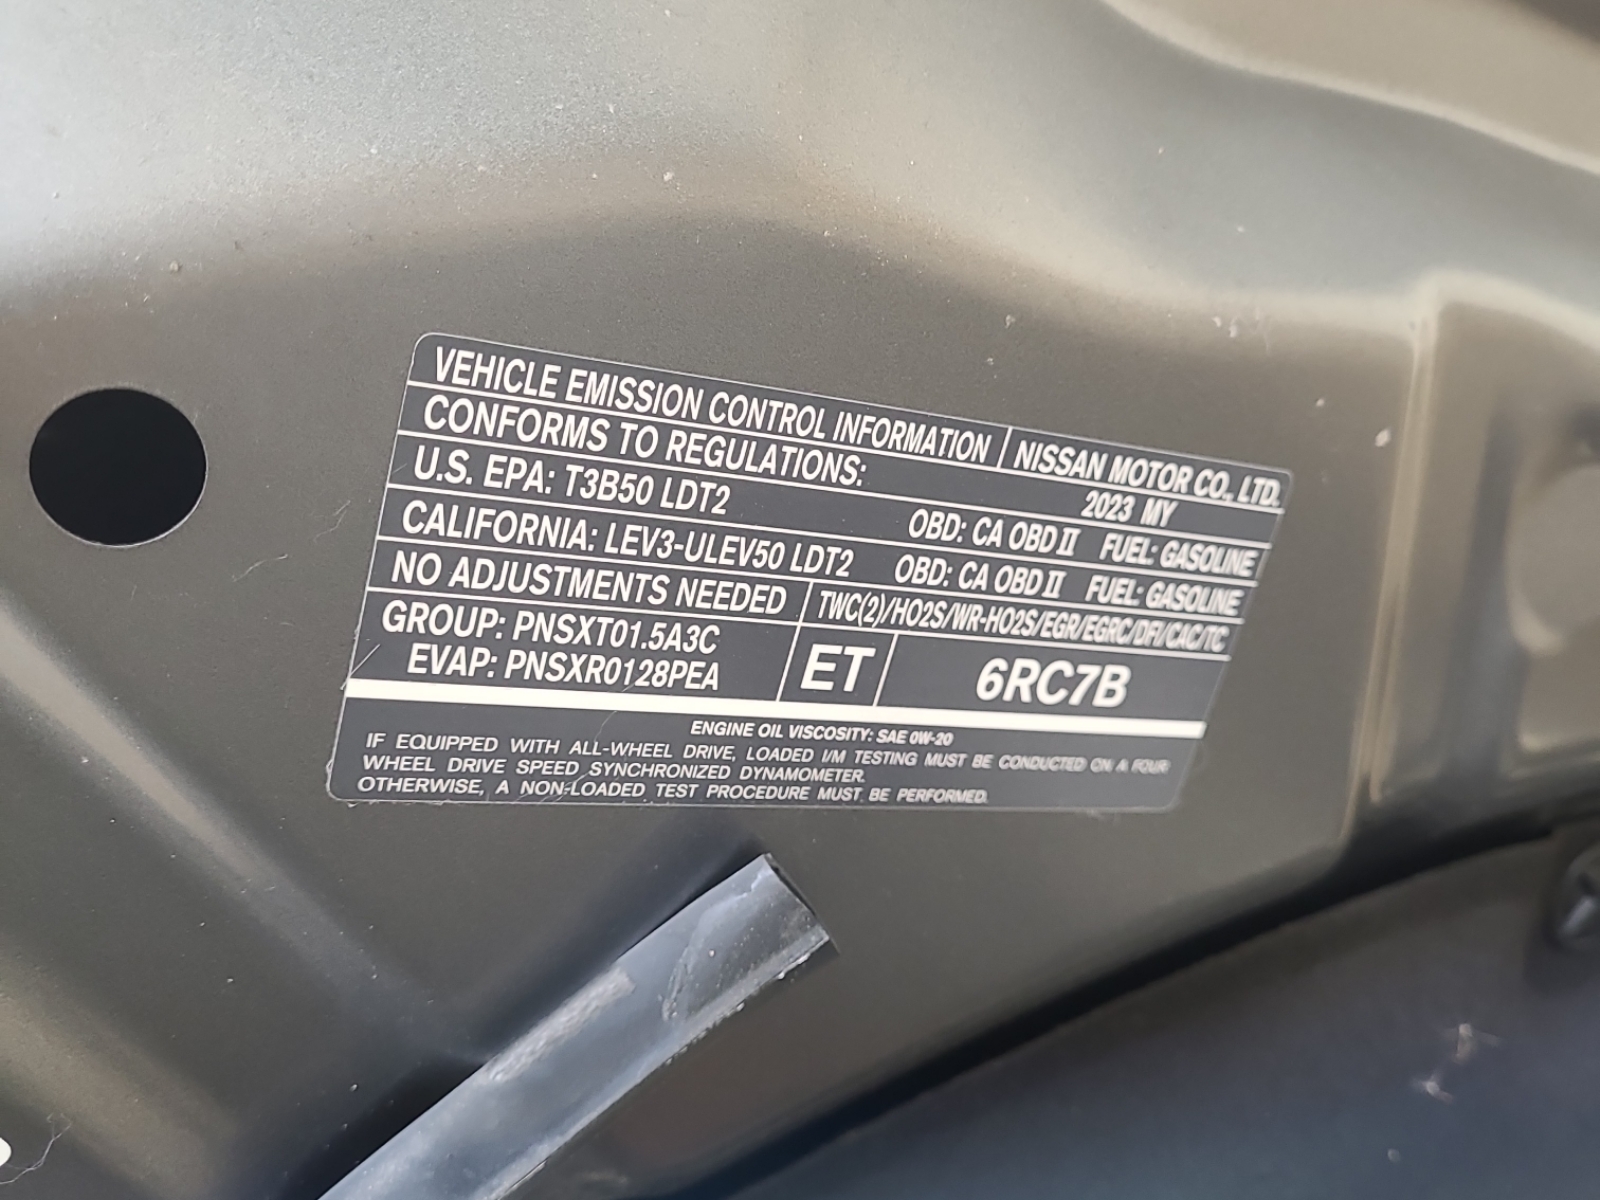 VEHICLE EMISSION CONTROL INFORMATION NISSAN MOTOR CO., LTD.
CONFORMS TO REGULATIONS: 2023 MY
U.S. EPA: T3B50 LDT2 OBD: CA OBD II FUEL: GASOLINE
CALIFORNIA: LEV3-ULEV50 LDT2 OBD: CA OBD II FUEL: GASOLINE
NO ADJUSTMENTS NEEDED TWC(2)/HO2S/WR-HO2S/EGR/EGRC/DFI/CAC/TC
GROUP: PNSXT01.5A3C
EVAP: PNSXR0128PEA
ET 6RC7B
ENGINE OIL VISCOSITY: SAE 0W-20
IF EQUIPPED WITH ALL-WHEEL DRIVE, LOADED I/M TESTING MUST BE CONDUCTED ON A FOUR
WHEEL DRIVE SPEED SYNCHRONIZED DYNAMOMETER.
OTHERWISE, A NON-LOADED TEST PROCEDURE MUST BE PERFORMED.